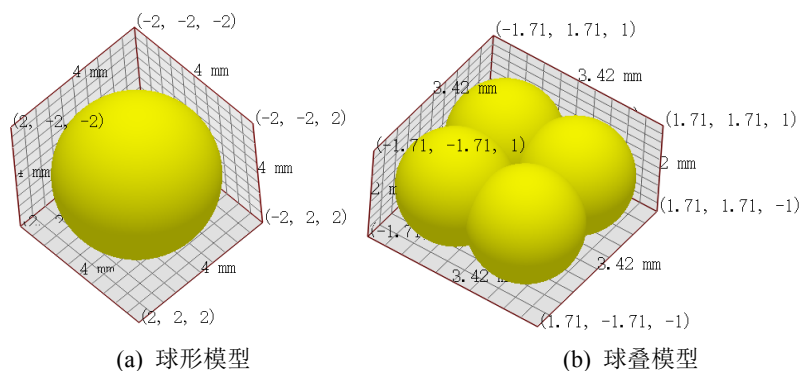 (-2, -2, -2)
4 mm
4 mm
(2, -2, -2)
(-2, -2, 2)
4 mm
4 mm
(-2, 2, 2)
4 mm
4 mm
(2, 2, 2)
(a) 球形模型
(-1.71, 1.71, 1)
3.42 mm
3.42 mm
(1.71, 1.71, 1)
(-1.71, -1.71, 1)
2 mm
(1.71, 1.71, -1)
3.42 mm
3.42 mm
(1.71, -1.71, -1)
(b) 球叠模型